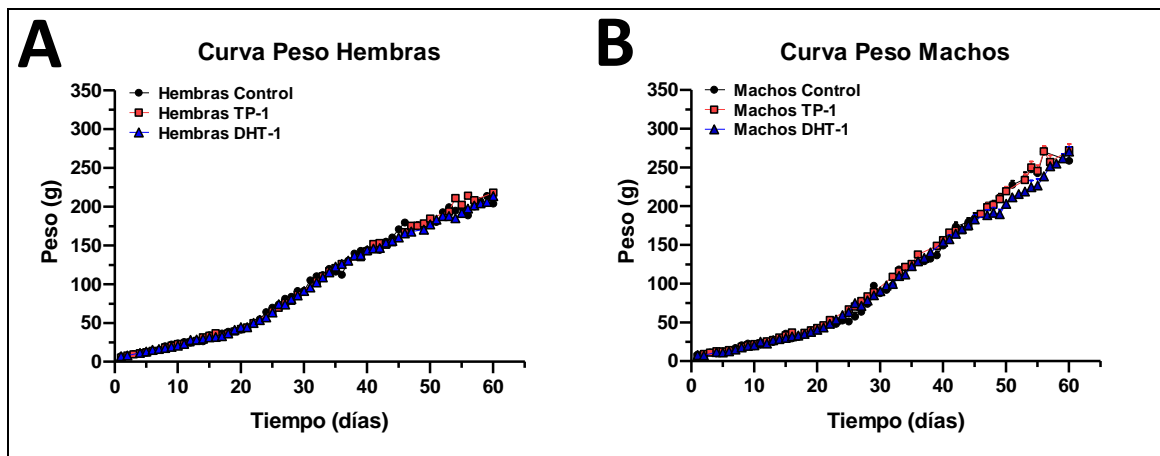 A
Curva Peso Hembras
Hembras Control
Hembras TP-1
Hembras DHT-1
Peso (g)
350
300
250
200
150
100
50
0
0 10 20 30 40 50 60
Tiempo (días)
B
Curva Peso Machos
Machos Control
Machos TP-1
Machos DHT-1
Peso (g)
350
300
250
200
150
100
50
0
0 10 20 30 40 50 60
Tiempo (días)